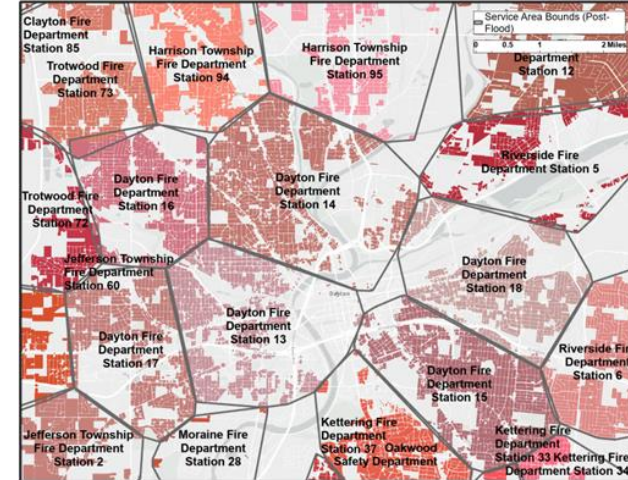 Clayton Fire
Department
Station 85
Trotwood Fire
Department
Station 73
Harrison Township
Fire Department
Station 94
Harrison Township
Fire Department
Station 95
Service Area Bounds (Post-
Flood)
0 0.5 1 2 Miles
Department
Station 12
Riverside Fire
Department Station 5
Dayton Fire
Department
Station 16
Dayton Fire
Department
Station 14
Trotwood Fire
Department
Station 72
Jefferson Township
Fire Department
Station 60
Dayton Fire
Department
Station 18
Dayton
Dayton Fire
Department
Station 13
Dayton Fire
Department
Station 17
Riverside Fire
Department
Station 6
Dayton Fire
Department
Station 15
Jefferson Township
Fire Department
Station 2
Moraine Fire
Department
Station 28
Kettering Fire
Department
Station 37
Oakwood
Safety Department
Kettering Fire
Department
Station 33
Kettering Fire
Department
Station 34